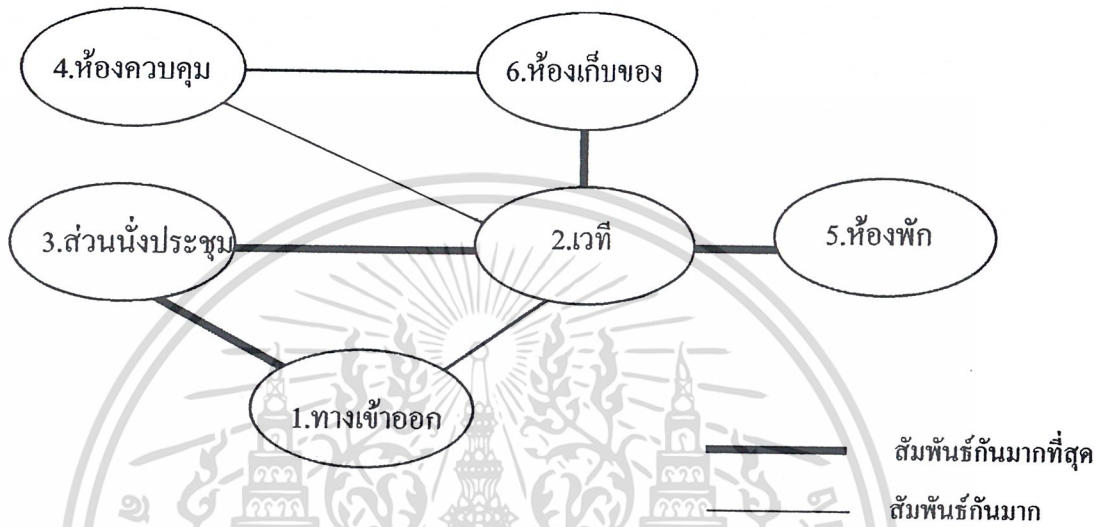 4.ห้องควบคุม
6.ห้องเก็บของ
3.ส่วนนั่งประชุม
2.เวที
5.ห้องพัก
1.ทางเข้าออก
สัมพันธ์กันมากที่สุด
สัมพันธ์กันมาก